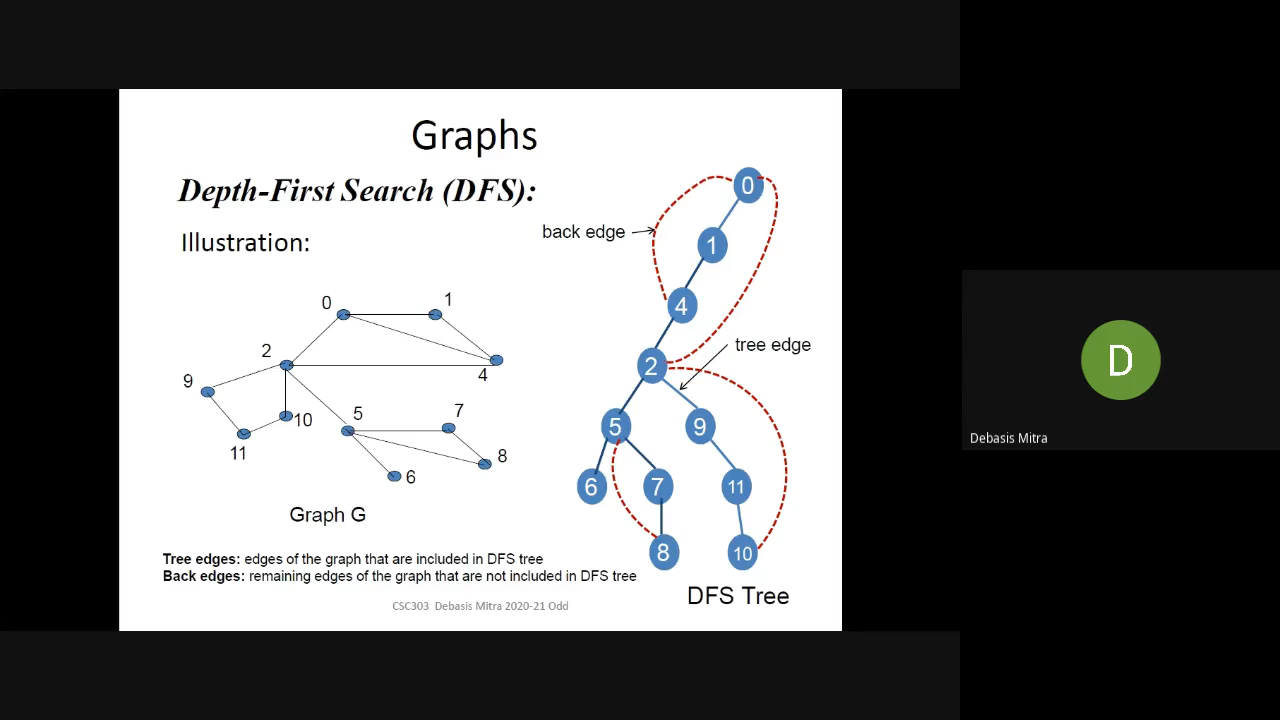 Graphs
Depth-First Search (DFS):
Illustration:
0
1
2
4
9
10
11
5
7
8
6
Graph G
back edge
tree edge
0
1
4
2
5
9
6
7
11
8
10
DFS Tree
Tree edges: edges of the graph that are included in DFS tree
Back edges: remaining edges of the graph that are not included in DFS tree
CSC303 Debasis Mitra 2020-21 Odd
D
Debasis Mitra